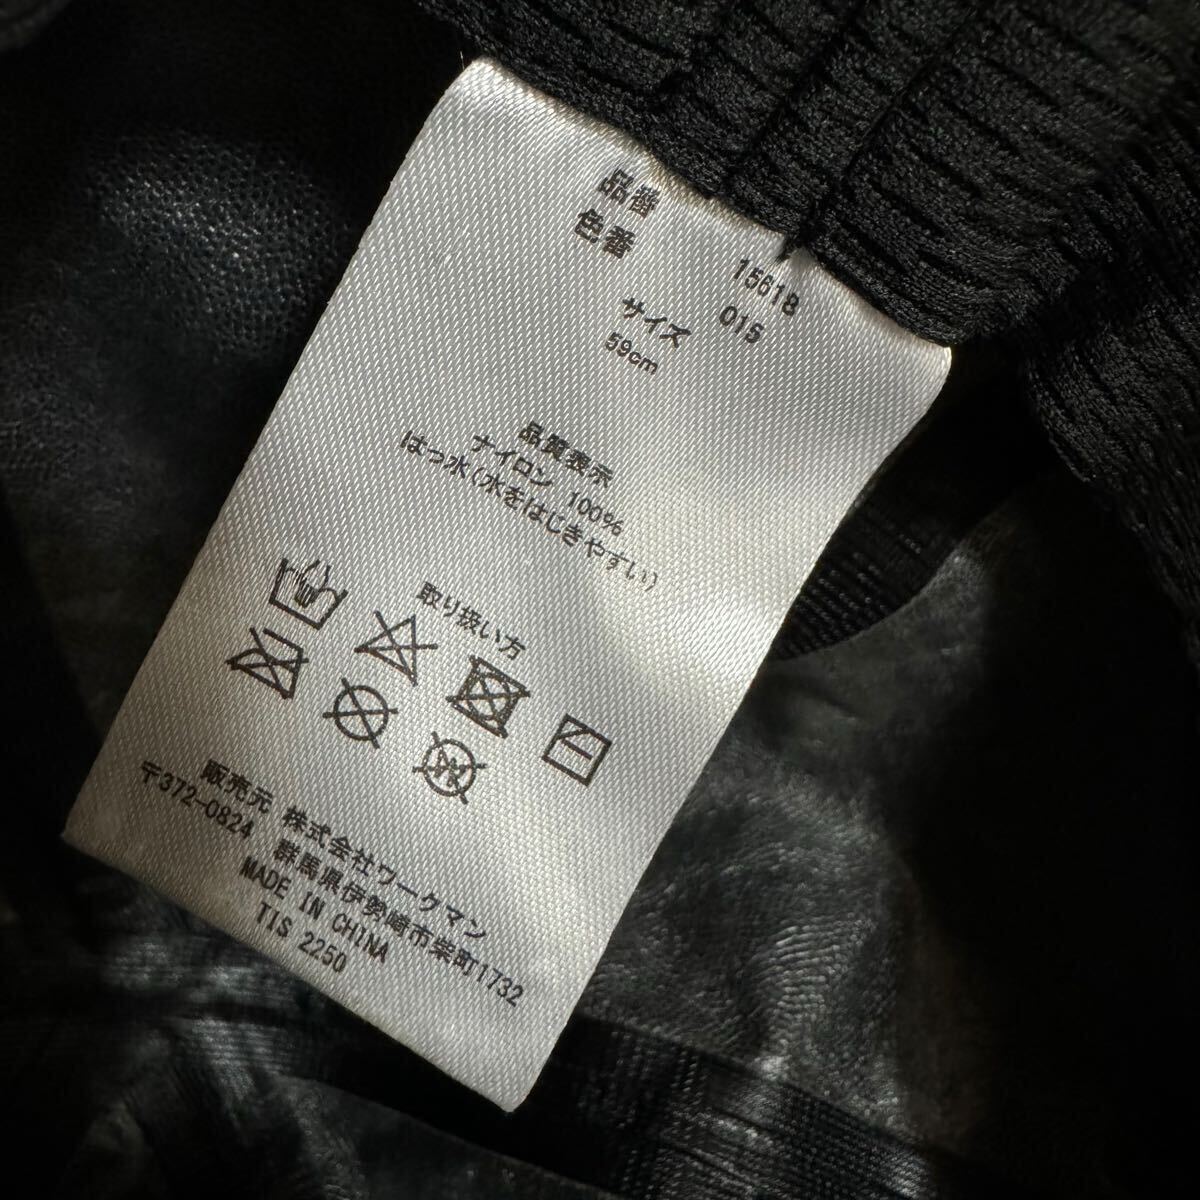 品番 15618
色番 015
サイズ
59cm
品質表示
ナイロン 100%
はっ水(水をはじきやすい)
取り扱い方
販売元 株式会社ワークマン
〒372-0824 群馬県伊勢崎市柴町1732
MADE IN CHINA
TIS 2250